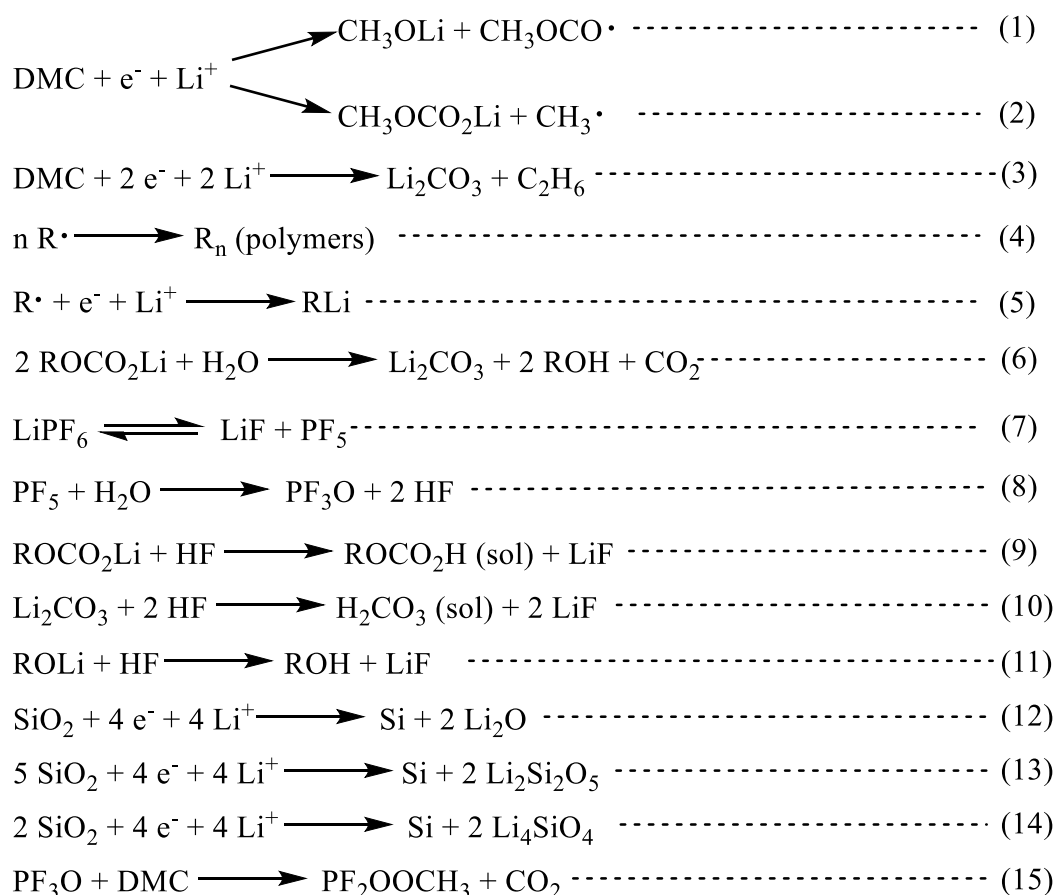 CH₃OLi + CH₃OCO· ---------------------- (1)
DMC + e⁻ + Li⁺
CH₃OCO₂Li + CH₃· ---------------------- (2)
DMC + 2 e⁻ + 2 Li⁺ ⟶ Li₂CO₃ + C₂H₆ ---------------------- (3)
n R· ⟶ Rₙ (polymers) ---------------------- (4)
R· + e⁻ + Li⁺ ⟶ RLi ---------------------- (5)
2 ROCO₂Li + H₂O ⟶ Li₂CO₃ + 2 ROH + CO₂ ---------------------- (6)
LiPF₆ ⇌ LiF + PF₅ ---------------------- (7)
PF₅ + H₂O ⟶ PF₃O + 2 HF ---------------------- (8)
ROCO₂Li + HF ⟶ ROCO₂H (sol) + LiF ---------------------- (9)
Li₂CO₃ + 2 HF ⟶ H₂CO₃ (sol) + 2 LiF ---------------------- (10)
ROLi + HF ⟶ ROH + LiF ---------------------- (11)
SiO₂ + 4 e⁻ + 4 Li⁺ ⟶ Si + 2 Li₂O ---------------------- (12)
5 SiO₂ + 4 e⁻ + 4 Li⁺ ⟶ Si + 2 Li₂Si₂O₅ ---------------------- (13)
2 SiO₂ + 4 e⁻ + 4 Li⁺ ⟶ Si + 2 Li₄SiO₄ ---------------------- (14)
PF₃O + DMC ⟶ PF₂OOCH₃ + CO₂ ---------------------- (15)